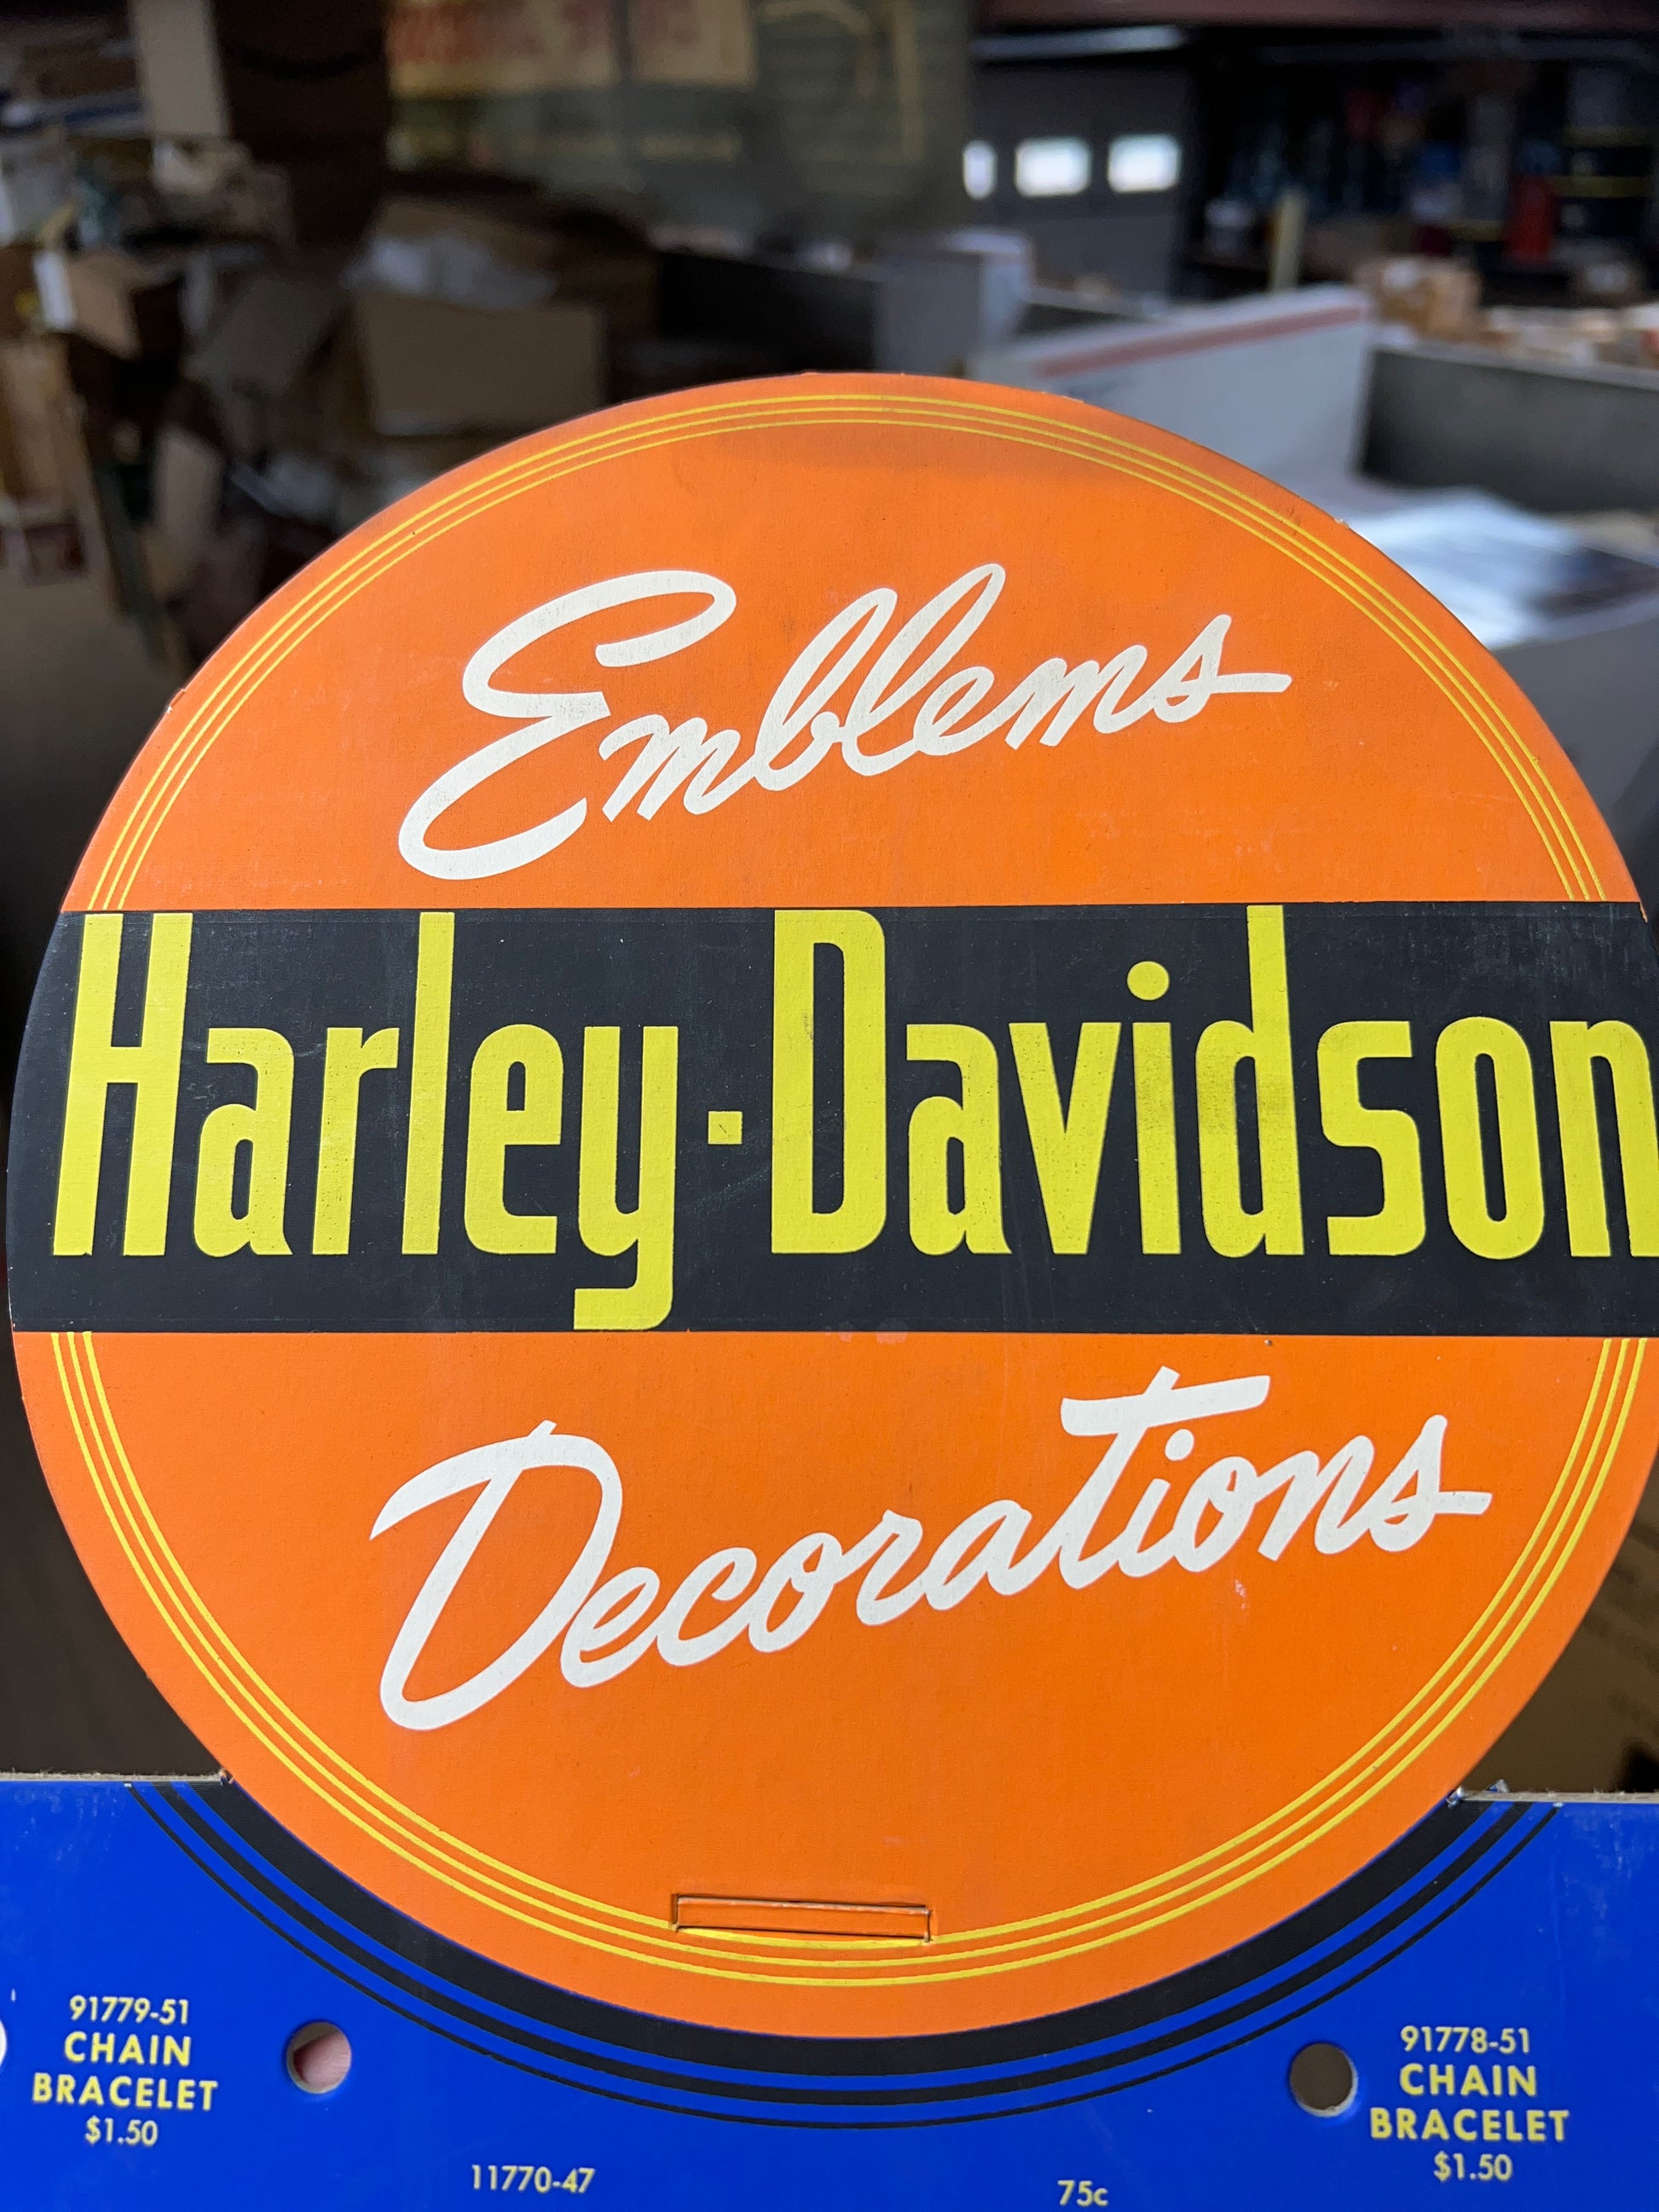 Emblems
Harley-Davidson
Decorations
91779-51
CHAIN
BRACELET
$1.50
91778-51
CHAIN
BRACELET
$1.50
11770-47
75c